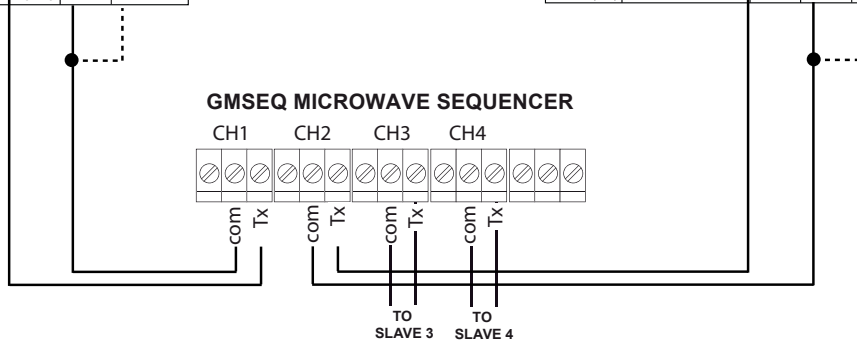 GMSEQ MICROWAVE SEQUENCER
CH1 CH2 CH3 CH4
com Tx com Tx com Tx com Tx
TO TO
SLAVE 3 SLAVE 4